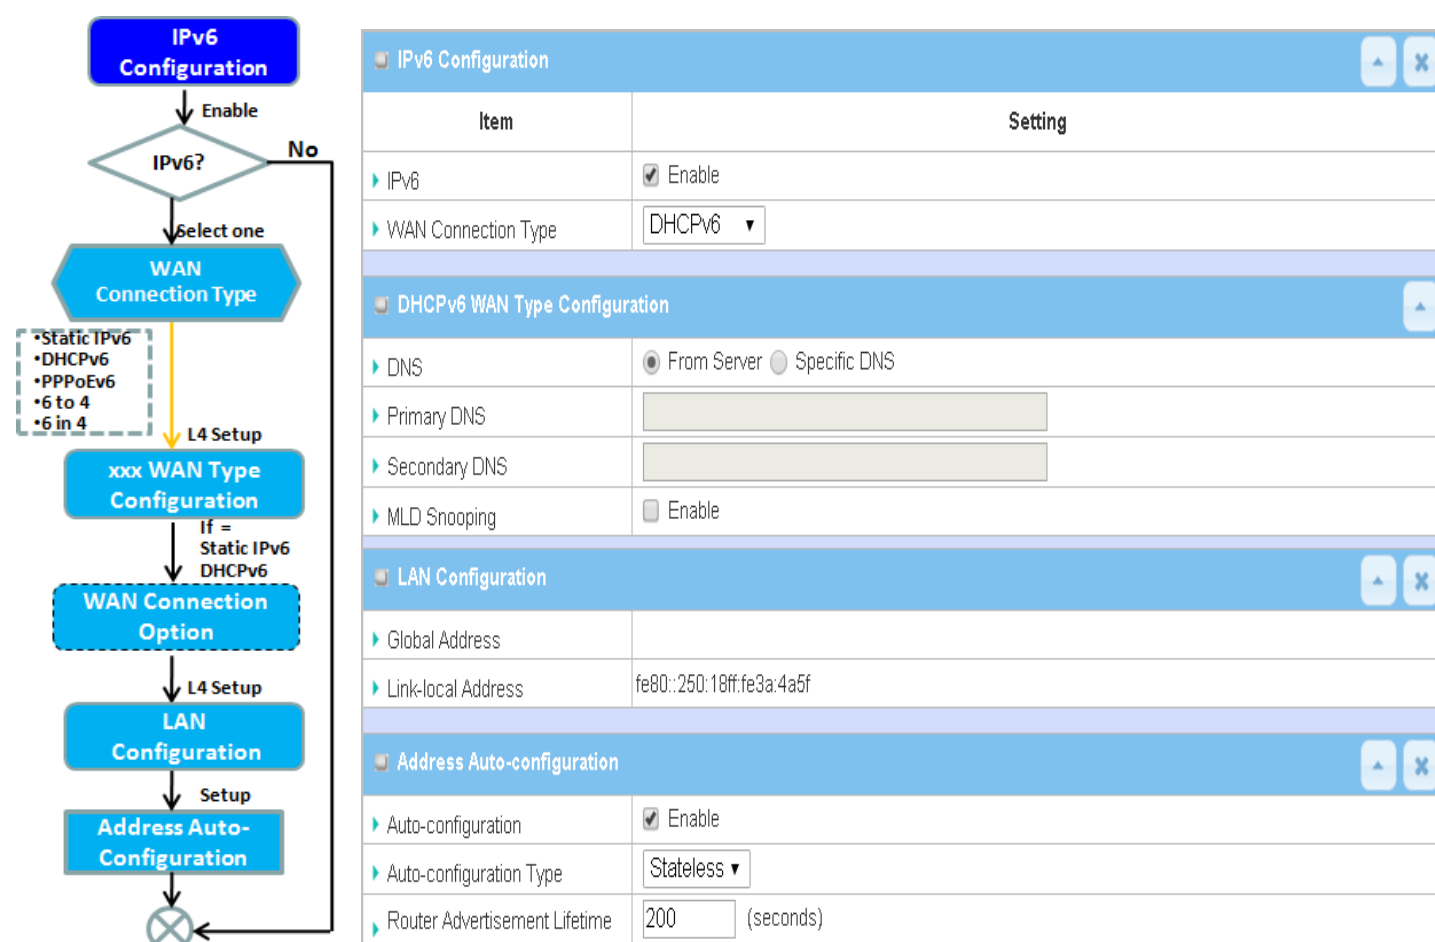 IPv6
Configuration
Enable
IPv6?
No
Select one
WAN
Connection Type
•Static IPv6
•DHCPv6
•PPPoEv6
•6 to 4
•6 in 4
L4 Setup
xxx WAN Type
Configuration
If =
Static IPv6
DHCPv6
WAN Connection
Option
L4 Setup
LAN
Configuration
Setup
Address Auto-
Configuration
IPv6 Configuration
Item Setting
IPv6 Enable
WAN Connection Type DHCPv6
DHCPv6 WAN Type Configuration
DNS From Server Specific DNS
Primary DNS
Secondary DNS
MLD Snooping Enable
LAN Configuration
Global Address
Link-local Address fe80::250:18ff:fe3a:4a5f
Address Auto-configuration
Auto-configuration Enable
Auto-configuration Type Stateless
Router Advertisement Lifetime 200 (seconds)